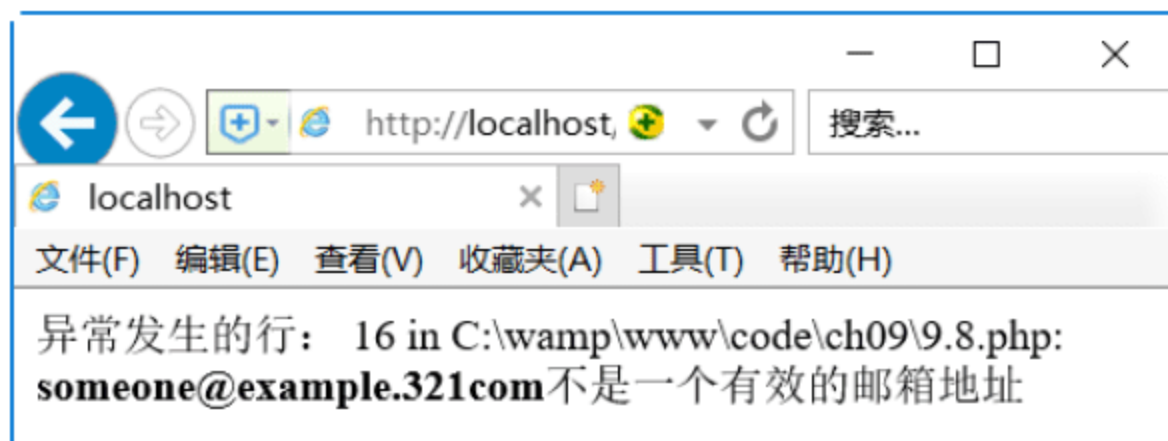 http://localhost,
搜索...
localhost
文件(F) 编辑(E) 查看(V) 收藏夹(A) 工具(T) 帮助(H)
异常发生的行： 16 in C:\wamp\www\code\ch09\9.8.php:
someone@example.321com不是一个有效的邮箱地址